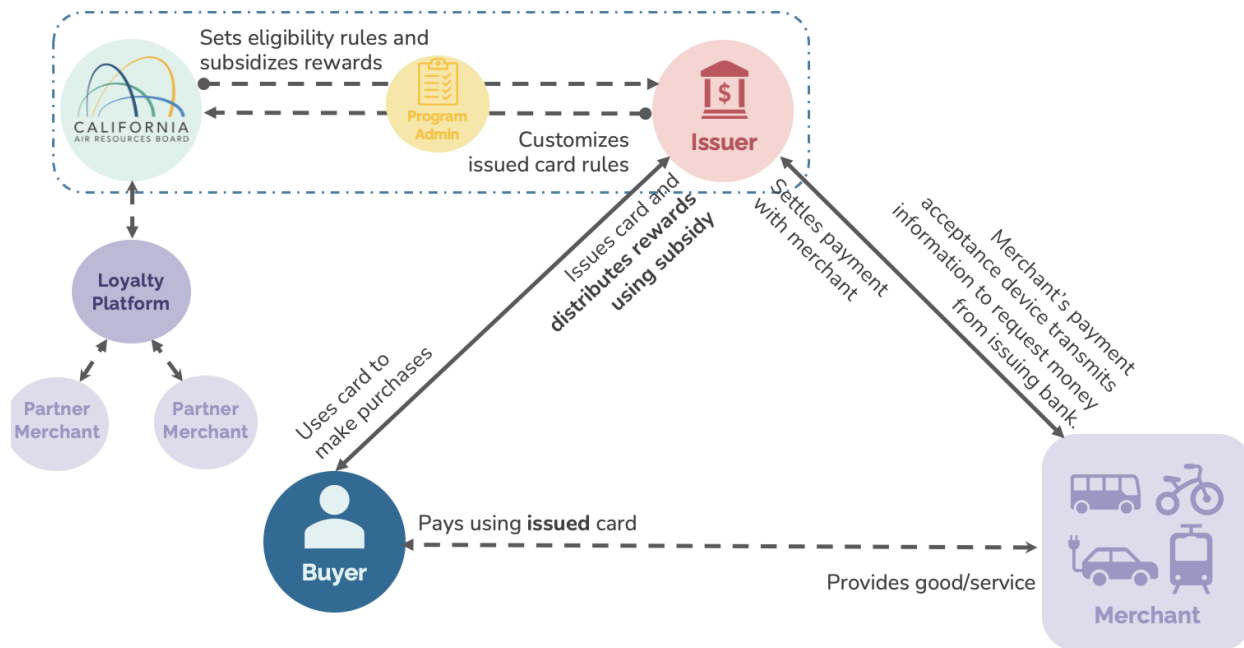 Sets eligibility rules and
subsidizes rewards
CALIFORNIA
AIR RESOURCES BOARD
Program
Admin
$
Issuer
Customizes
issued card rules
Loyalty
Platform
Partner
Merchant
Partner
Merchant
Issues card and
distributes rewards
using subsidy
Uses card to
make purchases
Settles payment
with merchant
Merchant's payment
acceptance device transmits
information to request money
from issuing bank.
Buyer
Pays using issued card
Provides good/service
Merchant